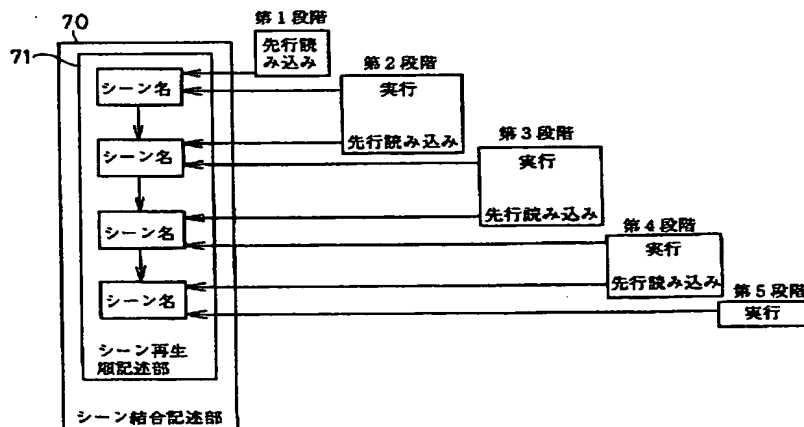 70
第1段階
71
先行読
み込み
第2段階
シーン名
実行
先行読み込み
第3段階
シーン名
実行
先行読み込み
第4段階
シーン名
実行
先行読み込み
第5段階
シーン名
実行
シーン再生
順記述部
シーン結合記述部